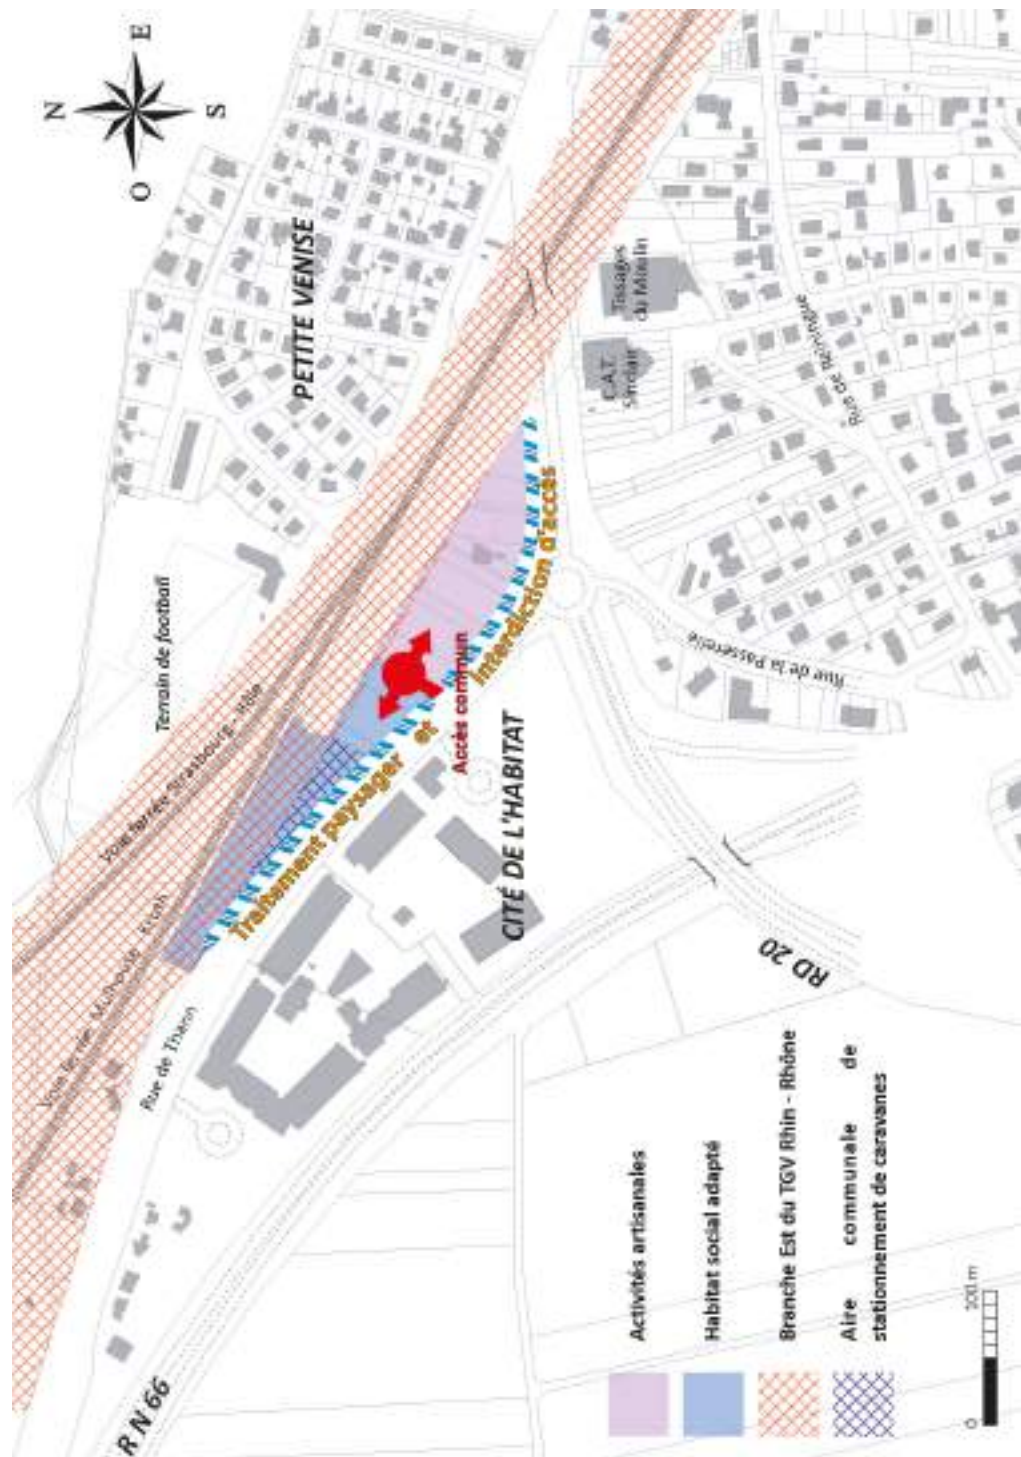 N
E
S
O
PETITE VENISE
Terrain de football
Voie ferrée Strasbourg - Bâle
Voie ferrée Mulhouse - Kruth
Rue de Thann
Traitement paysager et
Interdiction d'accès
Accès commun
CITÉ DE L'HABITAT
Tissages
du Moulin
C.A.T.
Sinclair
Rue de Reiningue
Rue de la Passerelle
RD 20
R N 66
Activités artisanales
Habitat social adapté
Branche Est du TGV Rhin - Rhône
Aire communale de
stationnement de caravanes
0
100 m